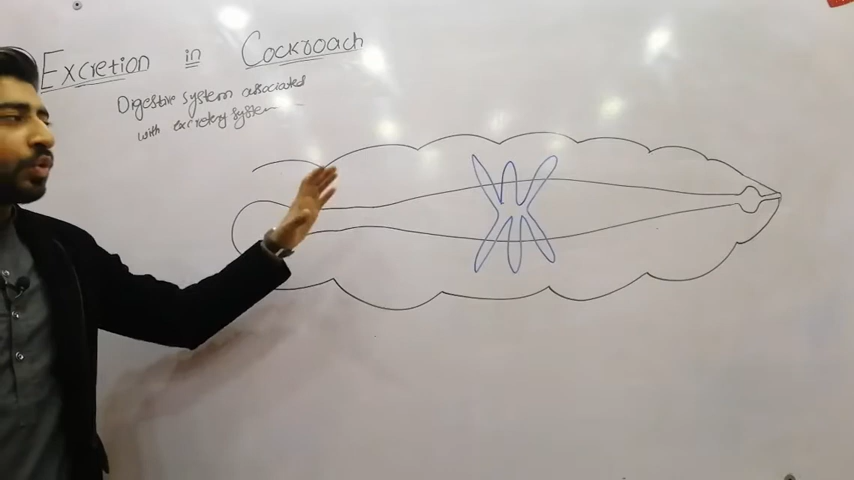 Excretion in Cockroach
Digestive system associated
with excretory system